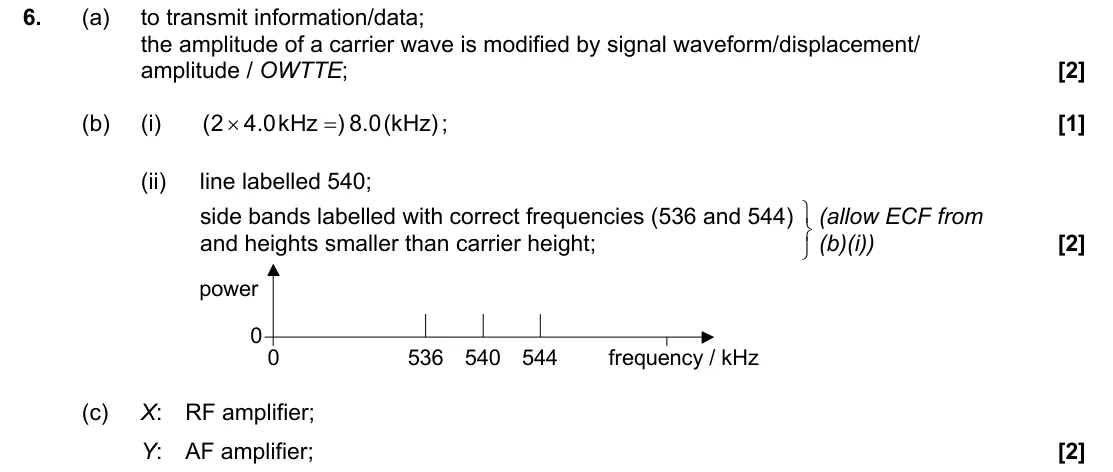 6. (a) to transmit information/data;
the amplitude of a carrier wave is modified by signal waveform/displacement/
amplitude / OWTTE; [2]
(b) (i) (2 × 4.0 kHz =) 8.0 (kHz); [1]
(ii) line labelled 540;
side bands labelled with correct frequencies (536 and 544) (allow ECF from
and heights smaller than carrier height; (b)(i)) [2]
power
0
0 536 540 544 frequency / kHz
(c) X: RF amplifier;
Y: AF amplifier; [2]